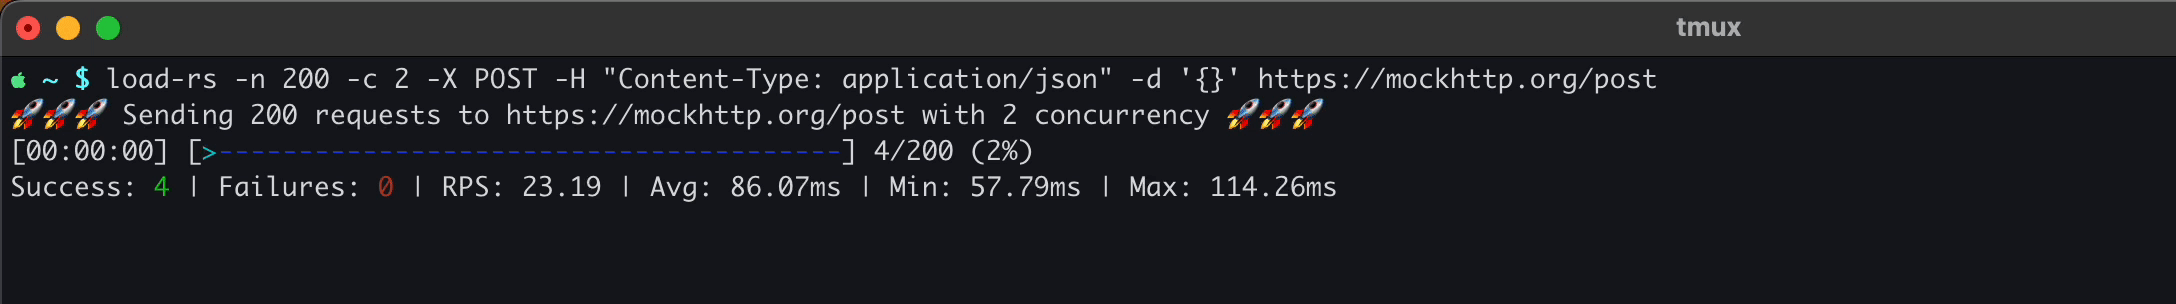 tmux
~ $ load-rs -n 200 -c 2 -X POST -H "Content-Type: application/json" -d '{}' https://mockhttp.org/post
🚀🚀🚀 Sending 200 requests to https://mockhttp.org/post with 2 concurrency 🚀🚀🚀
[00:00:00] [>---------------------------------------] 4/200 (2%)
Success: 4 | Failures: 0 | RPS: 23.19 | Avg: 86.07ms | Min: 57.79ms | Max: 114.26ms